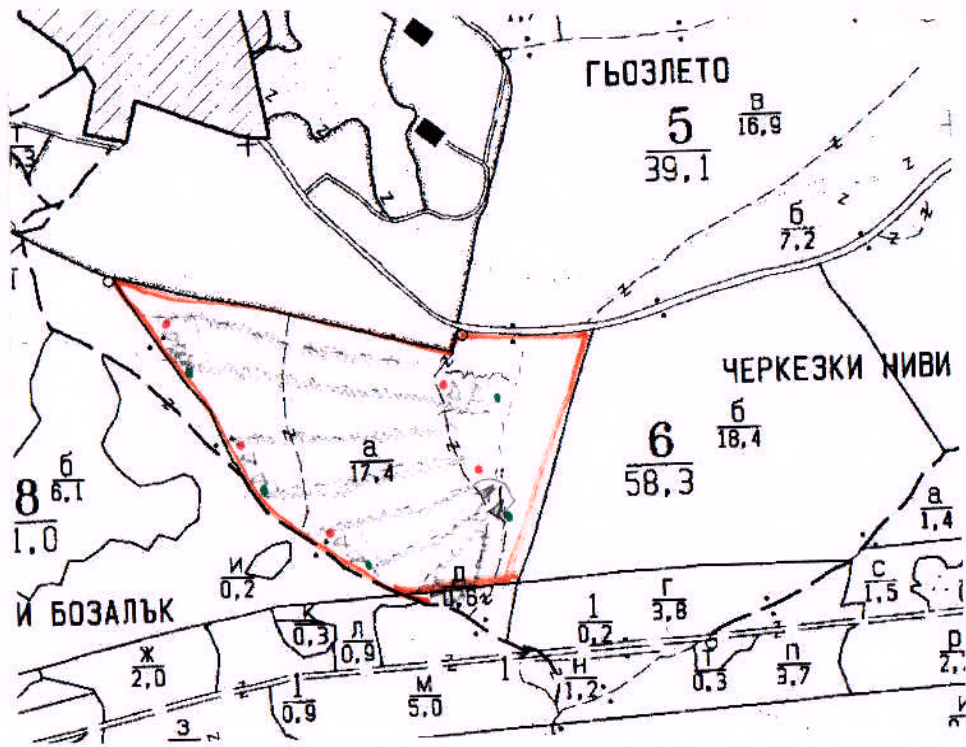 ГЬОЗЛЕТО
5
39,1
в
16,9
б
7,2
ЧЕРКЕЗКИ НИВИ
6
58,3
б
18,4
а
17,4
а
1,4
8
1,0
б
6,1
и
0,2
И БОЗАЛЪК
Д
0,6
к
0,3
Л
0,9
1
0,2
Г
3,8
С
1,5
Ж
2,0
1
0,9
М
5,0
1
Н
1,2
Т
0,3
П
3,7
Р
З